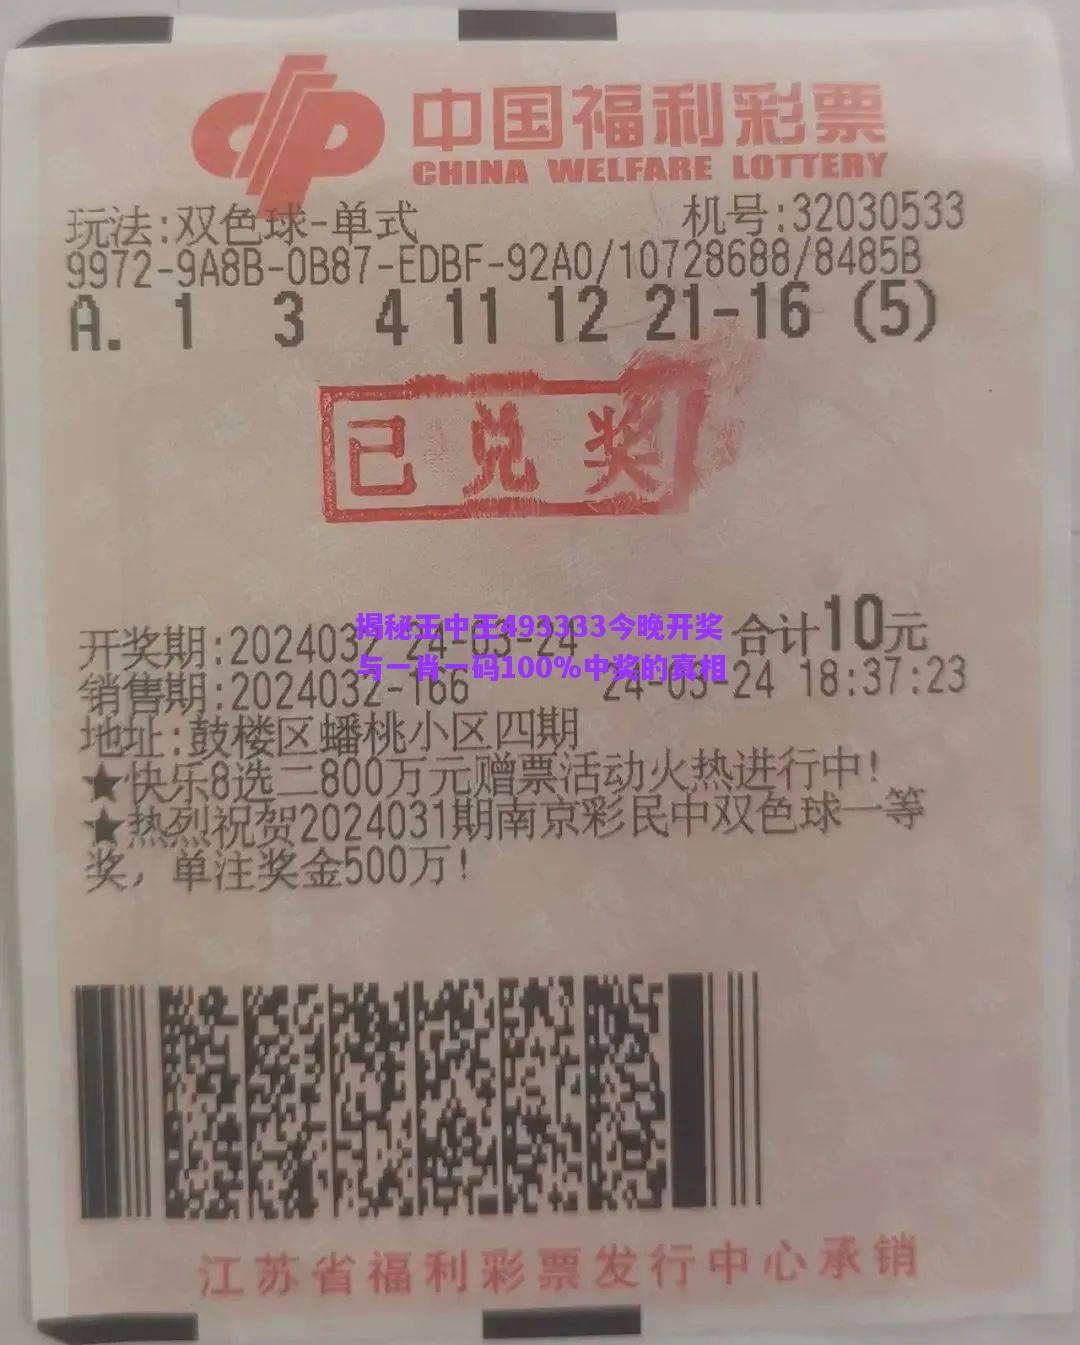 中国福利彩票
CHINA WELFARE LOTTERY
玩法:双色球-单式 机号:32030533
9972-9A8B-0B87-EDBF-92A0/10728688/8485B
A. 1 3 4 11 12 21-16 (5)
已兑奖
揭秘王中王493333今晚开奖
与一肖一码100%中奖的真相
开奖期:2024032 24-03-24 合计10元
销售期:2024032-166 24-03-24 18:37:23
地址:鼓楼区蟠桃小区四期
★快乐8选二800万元赠票活动火热进行中!
★热烈祝贺2024031期南京彩民中双色球一等
奖，单注奖金500万!
江苏省福利彩票发行中心承销